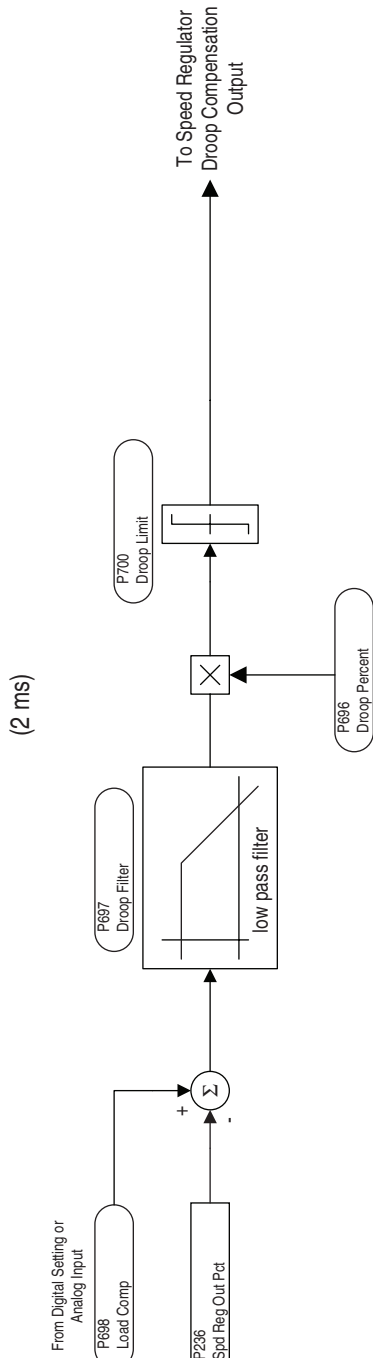 (2 ms)
From Digital Setting or
Analog Input
P698
Load Comp
P236
Spd Reg Out Pct
+
-
Σ
P697
Droop Filter
low pass filter
X
P696
Droop Percent
P700
Droop Limit
To Speed Regulator
Droop Compensation
Output